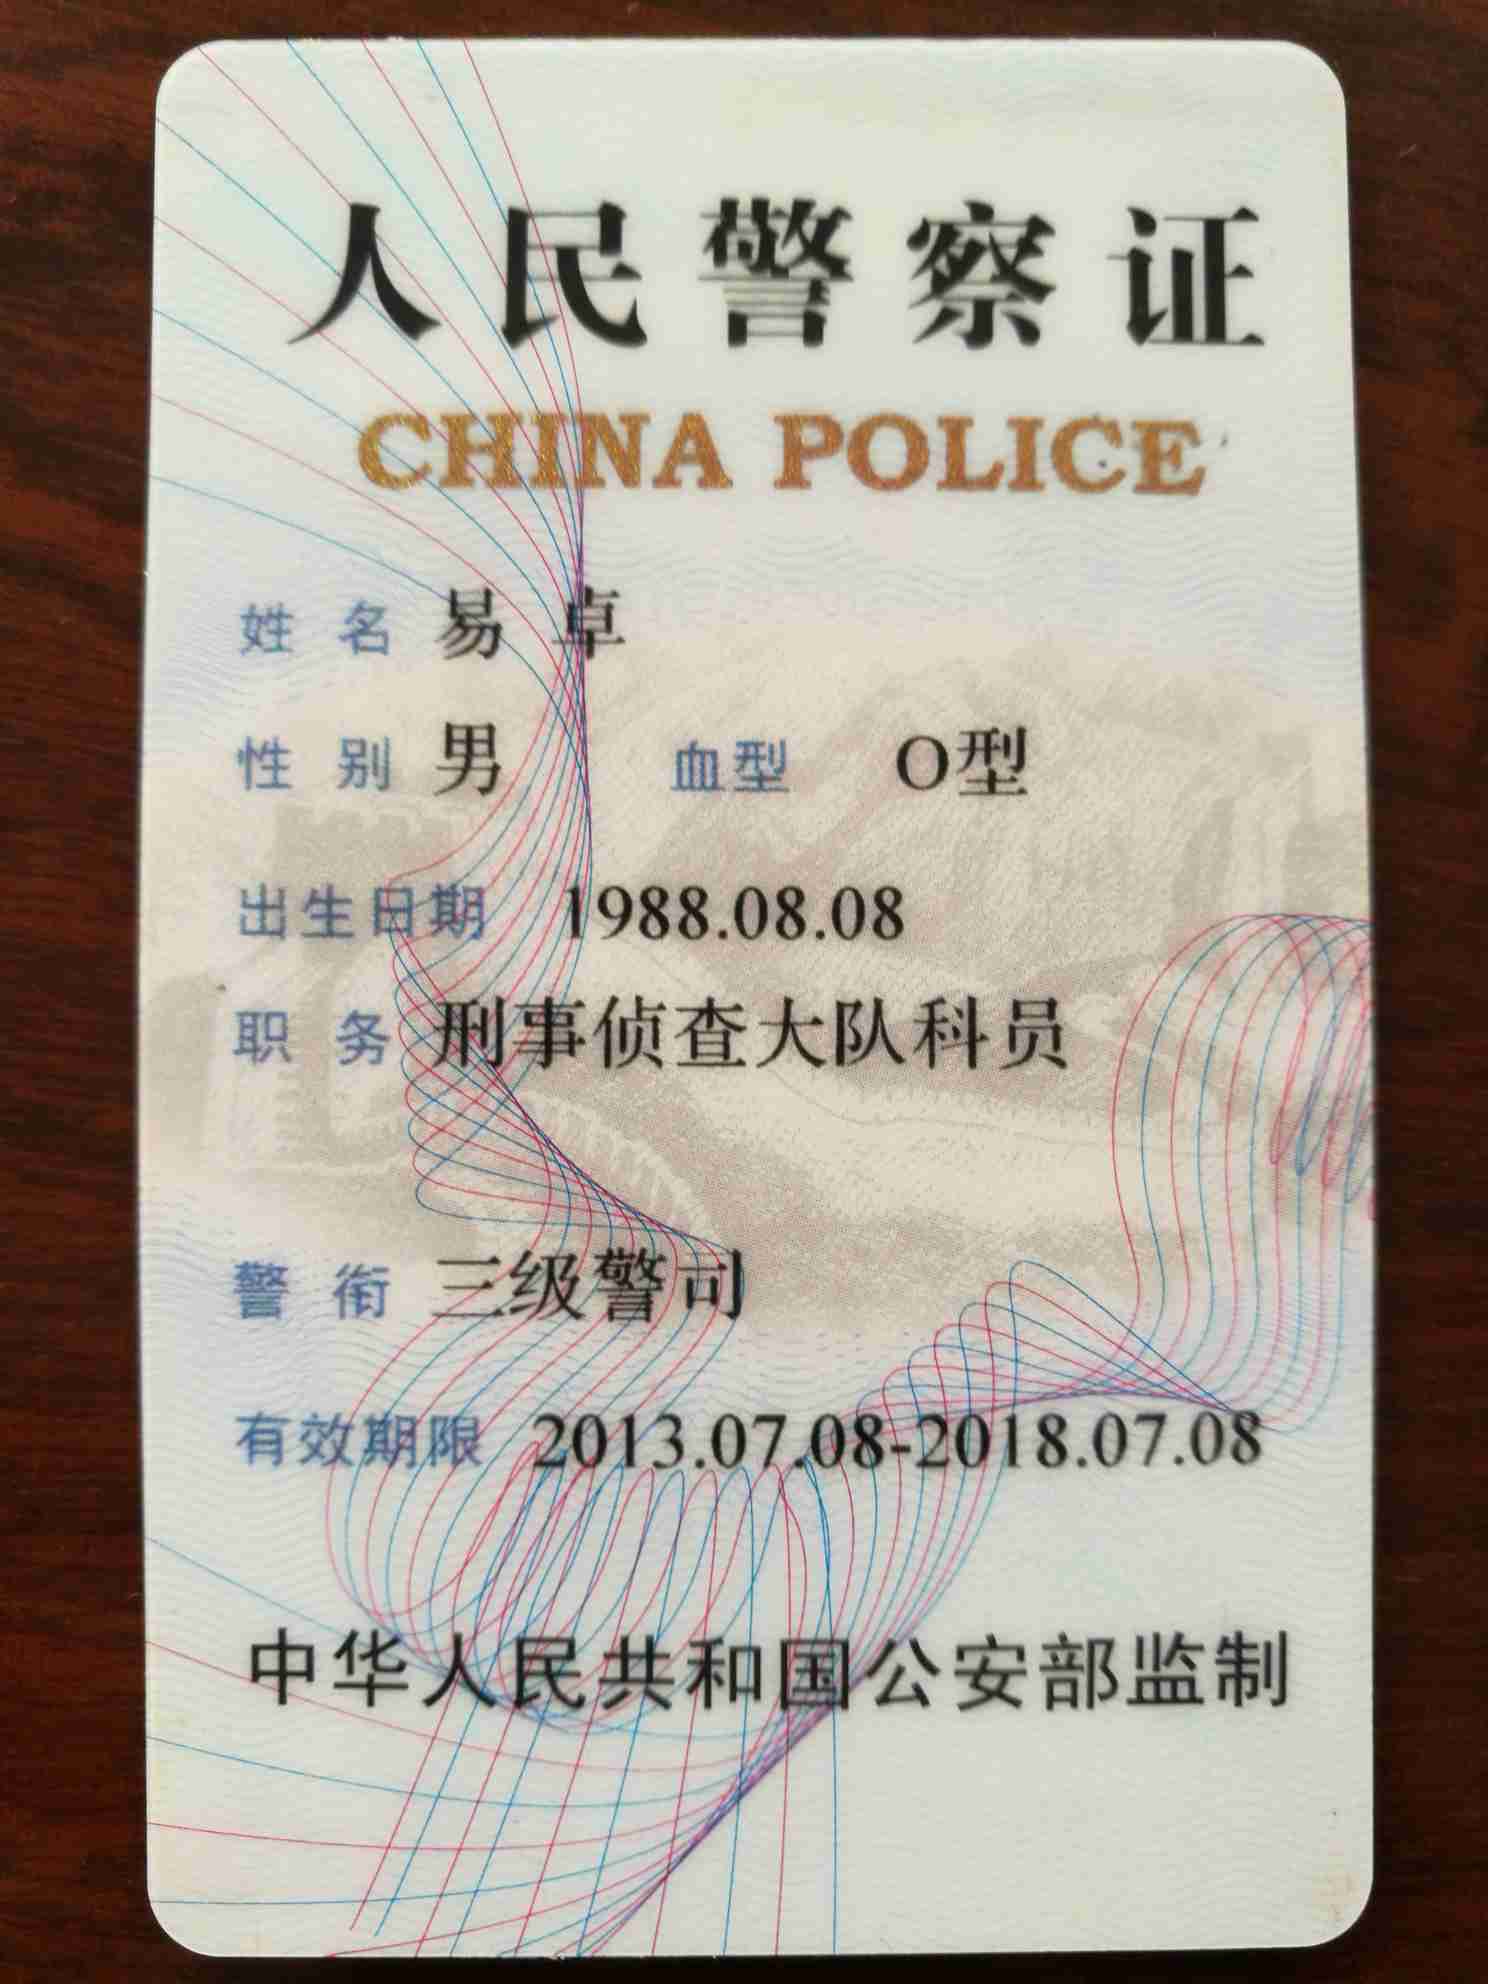 人民警察证
CHINA POLICE
姓 名 易 卓
性 别 男 血型 O型
出生日期 1988.08.08
职 务 刑事侦查大队科员
警 衔 三级警司
有效期限 2013.07.08-2018.07.08
中华人民共和国公安部监制